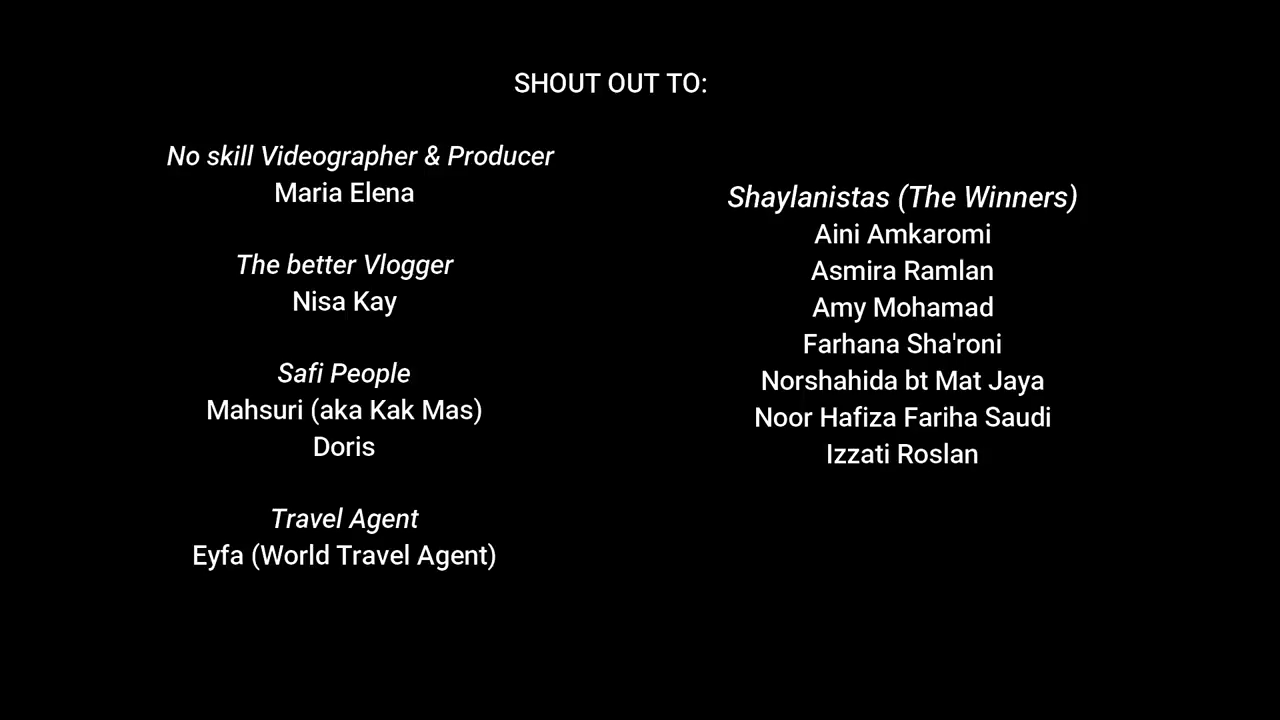 SHOUT OUT TO:
No skill Videographer & Producer
Maria Elena
The better Vlogger
Nisa Kay
Safi People
Mahsuri (aka Kak Mas)
Doris
Travel Agent
Eyfa (World Travel Agent)
Shaylanistas (The Winners)
Aini Amkaromi
Asmira Ramlan
Amy Mohamad
Farhana Sha'roni
Norshahida bt Mat Jaya
Noor Hafiza Fariha Saudi
Izzati Roslan